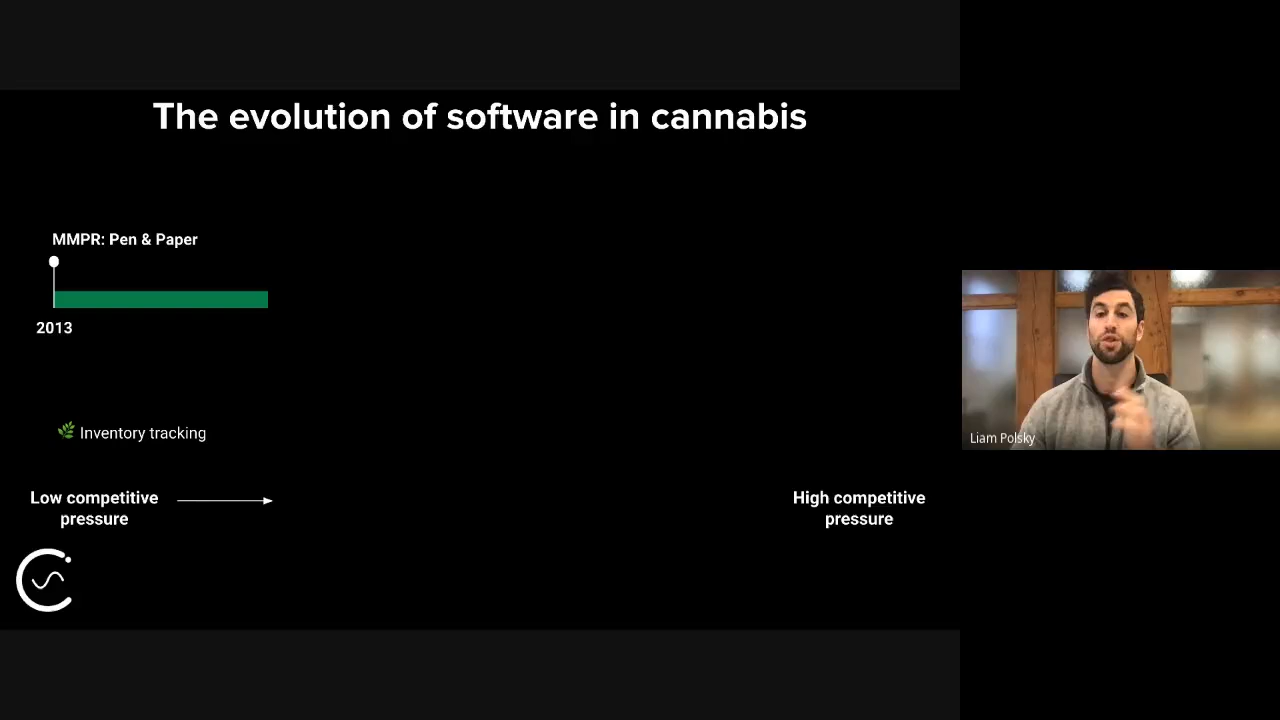 The evolution of software in cannabis
MMPR: Pen & Paper
2013
Inventory tracking
Low competitive
pressure
High competitive
pressure
Liam Polsky